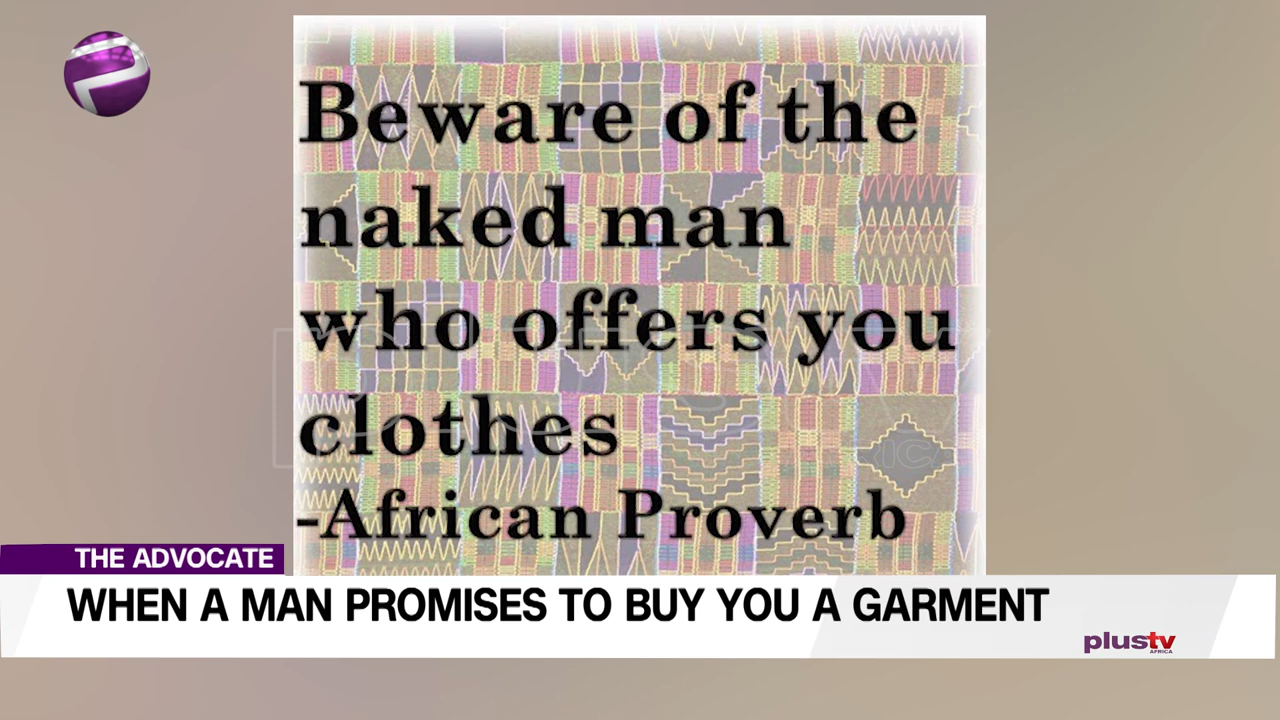 Beware of the
naked man
who offers you
clothes
-African Proverb
THE ADVOCATE
WHEN A MAN PROMISES TO BUY YOU A GARMENT
plustv
AFRICA